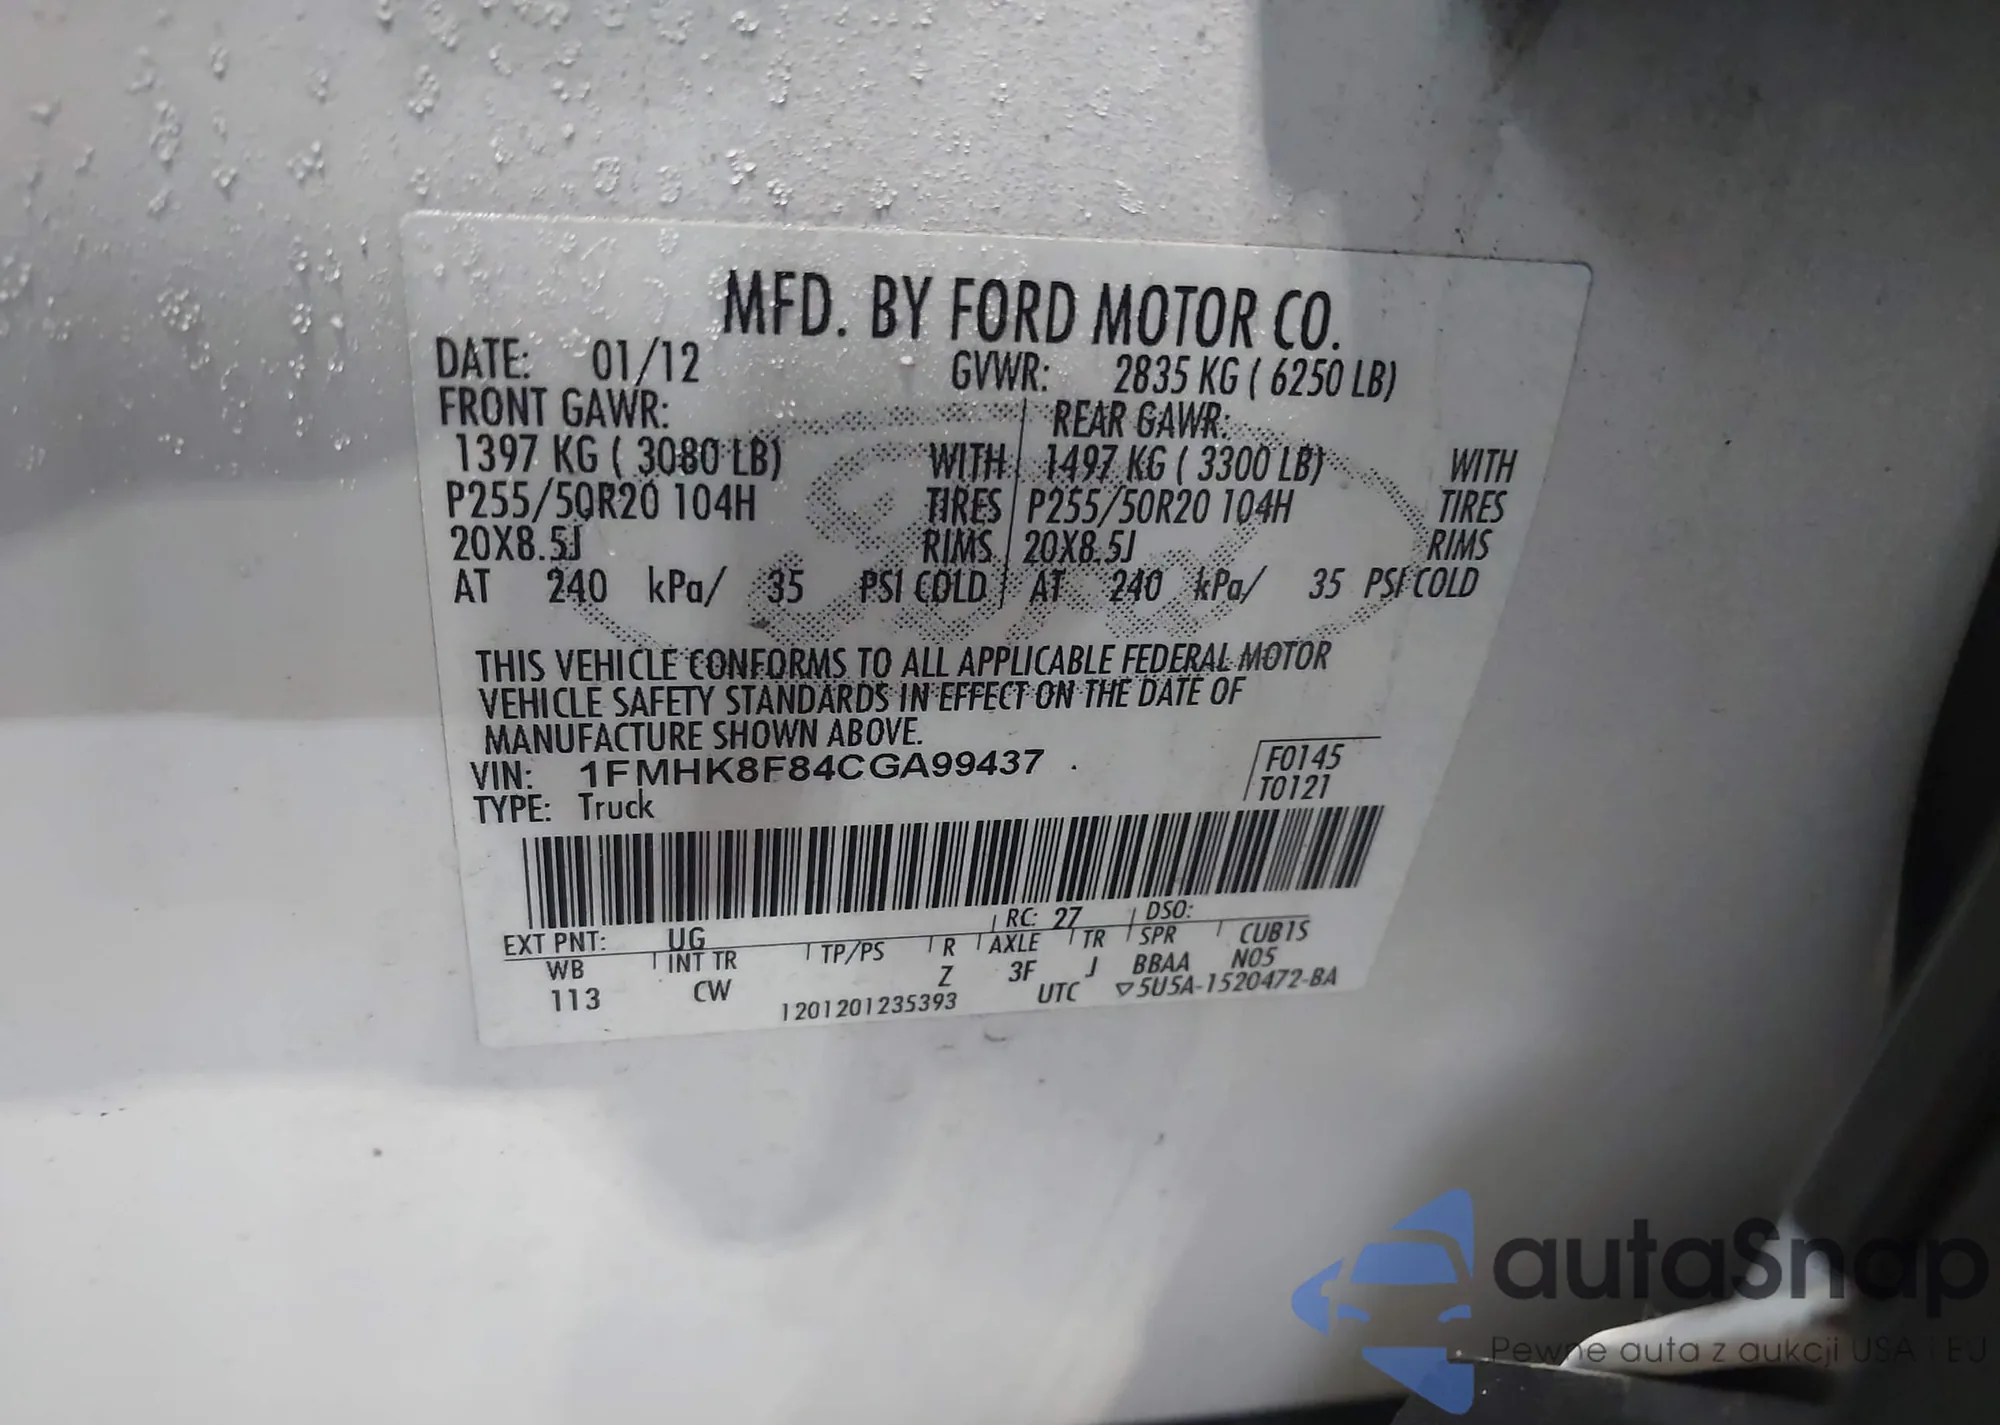 MFD. BY FORD MOTOR CO.
DATE: 01/12 GVWR: 2835 KG ( 6250 LB)
FRONT GAWR: REAR GAWR:
1397 KG ( 3080 LB) WITH 1497 KG ( 3300 LB) WITH
P255/50R20 104H TIRES P255/50R20 104H TIRES
20X8.5J RIMS 20X8.5J RIMS
AT 240 kPa/ 35 PSI COLD AT 240 kPa/ 35 PSI COLD
THIS VEHICLE CONFORMS TO ALL APPLICABLE FEDERAL MOTOR
VEHICLE SAFETY STANDARDS IN EFFECT ON THE DATE OF
MANUFACTURE SHOWN ABOVE.
VIN: 1FMHK8F84CGA99437
F0145
TYPE: Truck
T0121
RC: 27 DSO:
EXT PNT: UG
WB INT TR TP/PS R AXLE TR SPR CUB1S
113 CW Z 3F J BBAA N05
1201201235393 UTC ▽5U5A-1520472-BA
autaSnap
Pewne auta z aukcji USA i EU